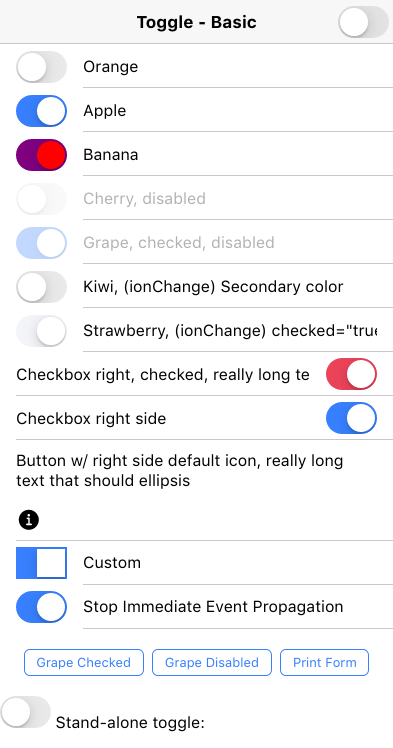 Toggle - Basic
Orange
Apple
Banana
Cherry, disabled
Grape, checked, disabled
Kiwi, (ionChange) Secondary color
Strawberry, (ionChange) checked="true
Checkbox right, checked, really long te
Checkbox right side
Button w/ right side default icon, really long
text that should ellipsis
Custom
Stop Immediate Event Propagation
Grape Checked Grape Disabled Print Form
Stand-alone toggle: